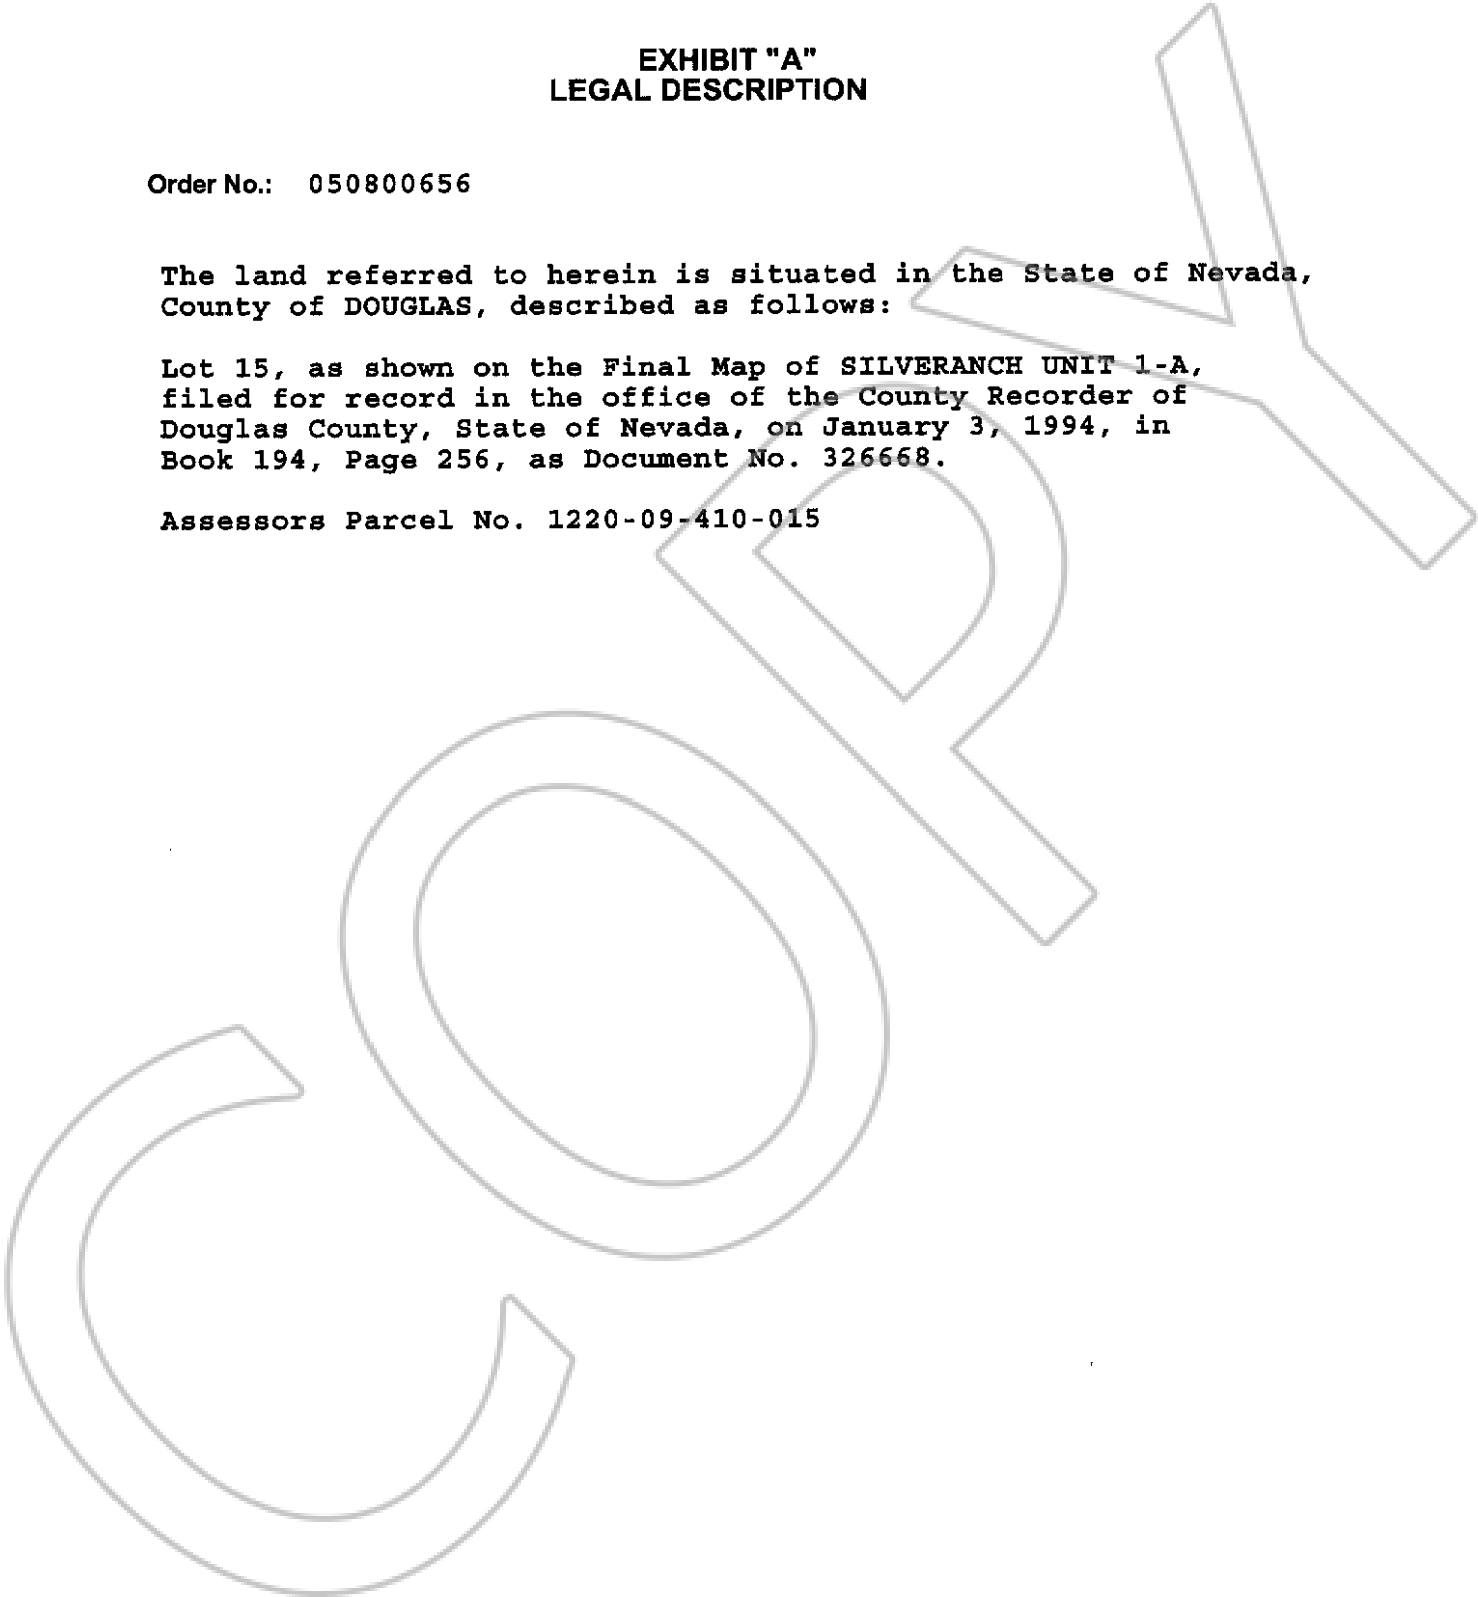 EXHIBIT "A"
LEGAL DESCRIPTION
Order No.: 050800656
The land referred to herein is situated in the State of Nevada,
County of DOUGLAS, described as follows:
Lot 15, as shown on the Final Map of SILVERANCH UNIT 1-A,
filed for record in the office of the County Recorder of
Douglas County, State of Nevada, on January 3, 1994, in
Book 194, Page 256, as Document No. 326668.
Assessors Parcel No. 1220-09-410-015
COPY